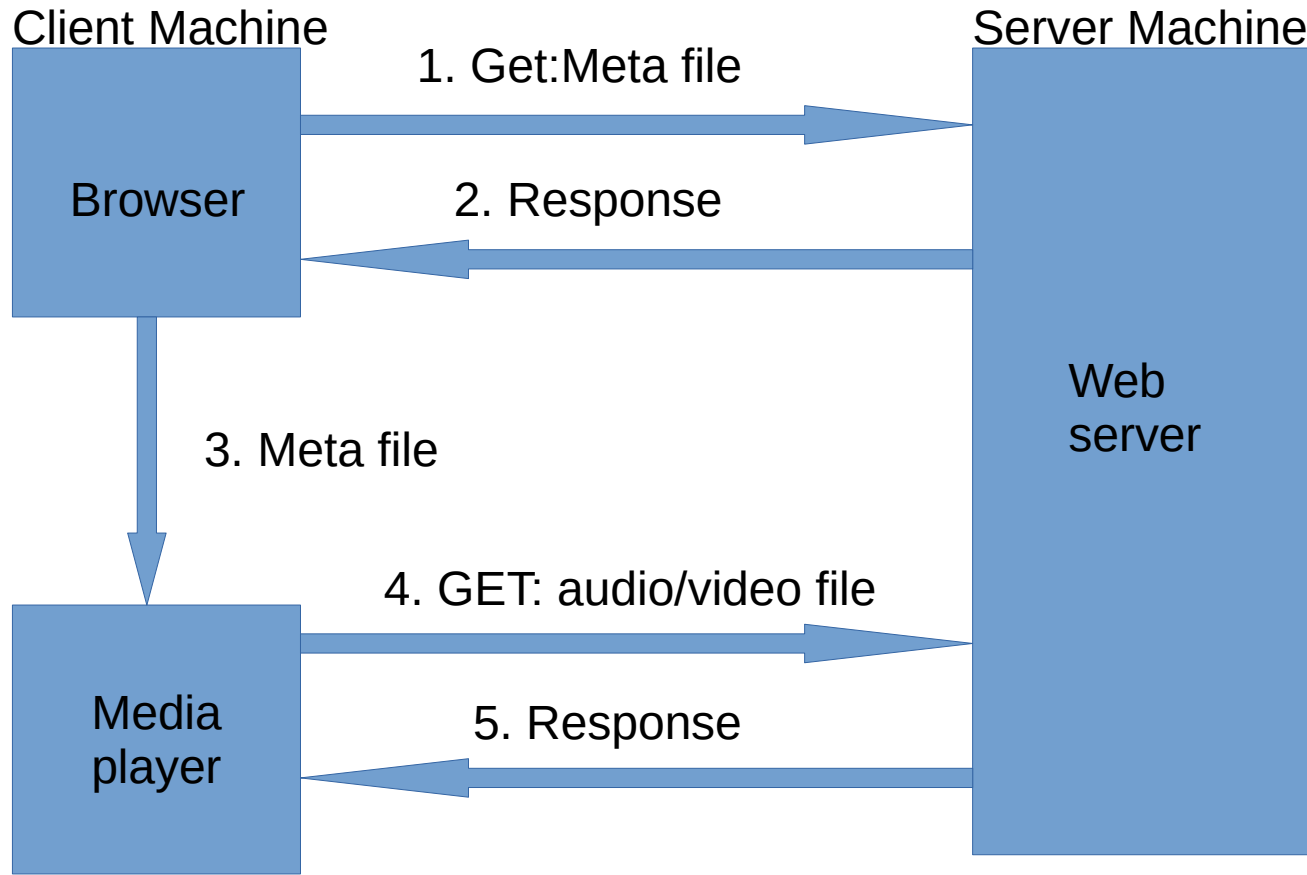 Client Machine
Server Machine
1. Get:Meta file
Browser
2. Response
Web
server
3. Meta file
4. GET: audio/video file
Media
player
5. Response